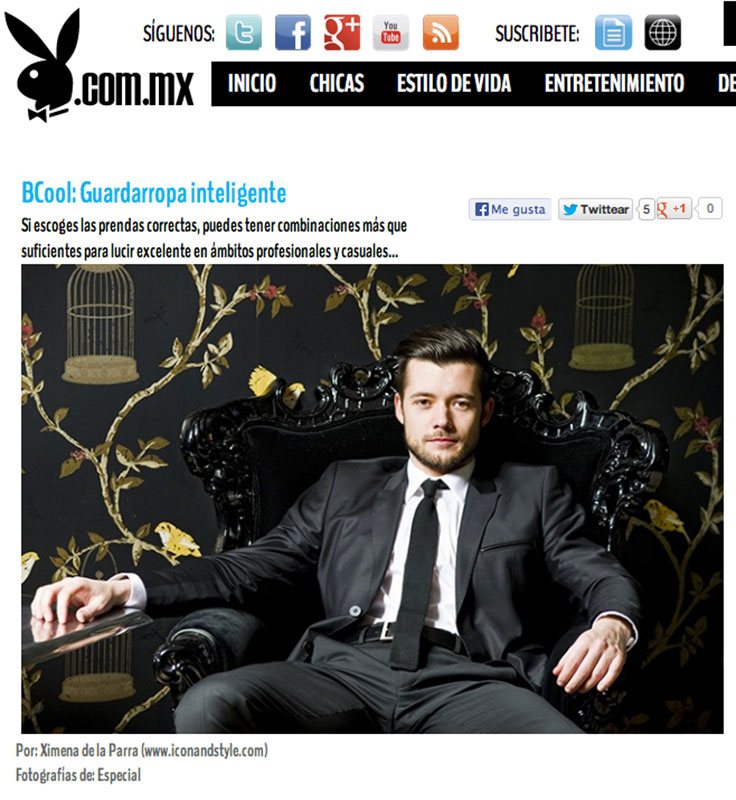 SÍGUENOS:
You
Tube
SUSCRIBETE:
.com.mx
INICIO CHICAS ESTILO DE VIDA ENTRETENIMIENTO DE
BCool: Guardarropa inteligente
Me gusta Twittear 5 +1 0
Si escoges las prendas correctas, puedes tener combinaciones más que
suficientes para lucir excelente en ámbitos profesionales y casuales...
Por: Ximena de la Parra (www.iconandstyle.com)
Fotografías de: Especial